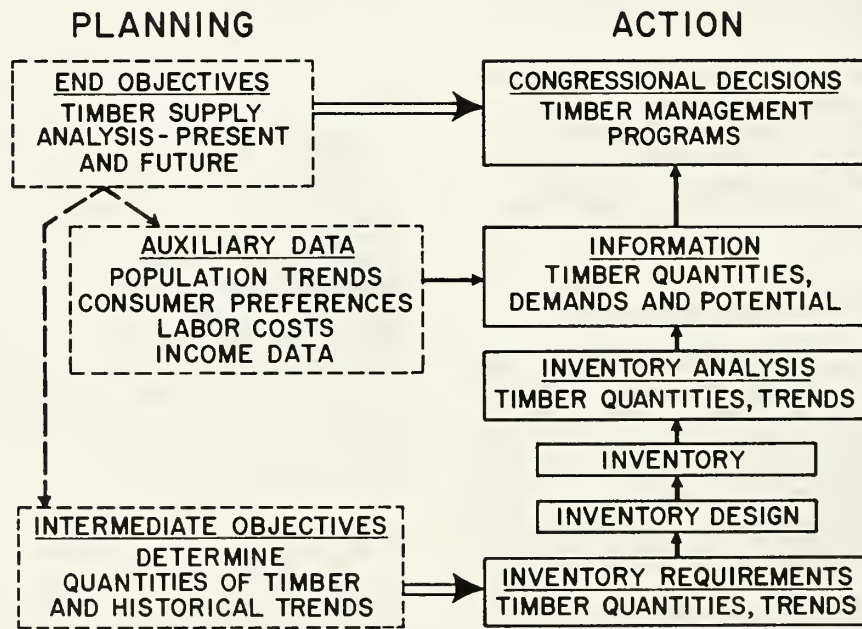 PLANNING
ACTION
END OBJECTIVES
TIMBER SUPPLY
ANALYSIS-PRESENT
AND FUTURE
CONGRESSIONAL DECISIONS
TIMBER MANAGEMENT
PROGRAMS
AUXILIARY DATA
POPULATION TRENDS
CONSUMER PREFERENCES
LABOR COSTS
INCOME DATA
INFORMATION
TIMBER QUANTITIES,
DEMANDS AND POTENTIAL
INVENTORY ANALYSIS
TIMBER QUANTITIES, TRENDS
INVENTORY
INVENTORY DESIGN
INTERMEDIATE OBJECTIVES
DETERMINE
QUANTITIES OF TIMBER
AND HISTORICAL TRENDS
INVENTORY REQUIREMENTS
TIMBER QUANTITIES, TRENDS